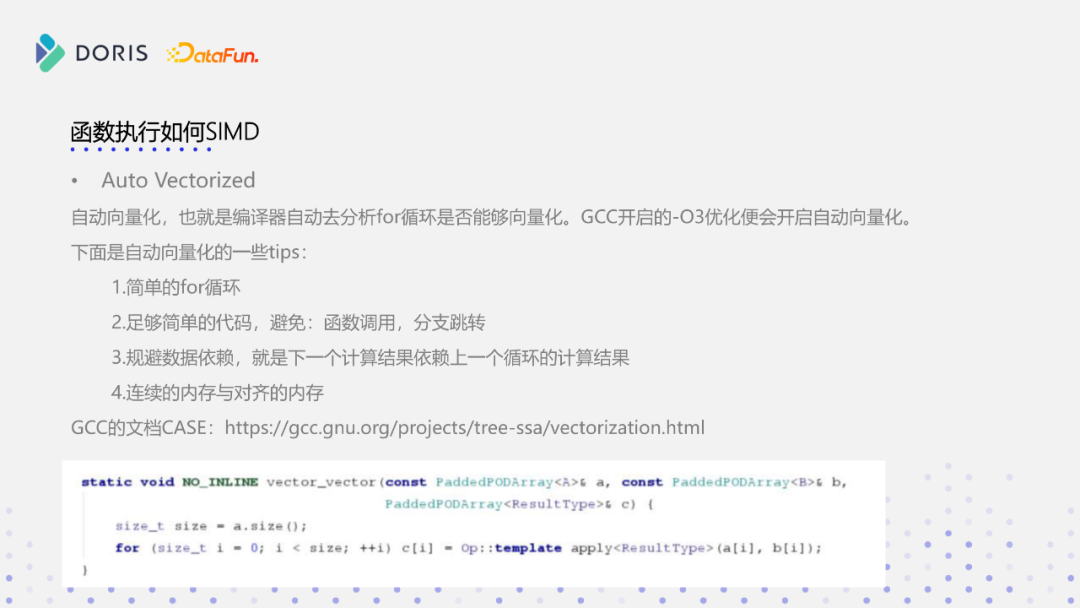 DORIS DataFun.
函数执行如何SIMD
• Auto Vectorized
自动向量化，也就是编译器自动去分析for循环是否能够向量化。GCC开启的-O3优化便会开启自动向量化。
下面是自动向量化的一些tips：
1.简单的for循环
2.足够简单的代码，避免：函数调用，分支跳转
3.规避数据依赖，就是下一个计算结果依赖上一个循环的计算结果
4.连续的内存与对齐的内存
GCC的文档CASE：https://gcc.gnu.org/projects/tree-ssa/vectorization.html
static void NO_INLINE vector_vector(const PaddedPODArray<A>& a, const PaddedPODArray<B>& b,
PaddedPODArray<ResultType>& c) {
size_t size = a.size();
for (size_t i = 0; i < size; ++i) c[i] = Op::template apply<ResultType>(a[i], b[i]);
}